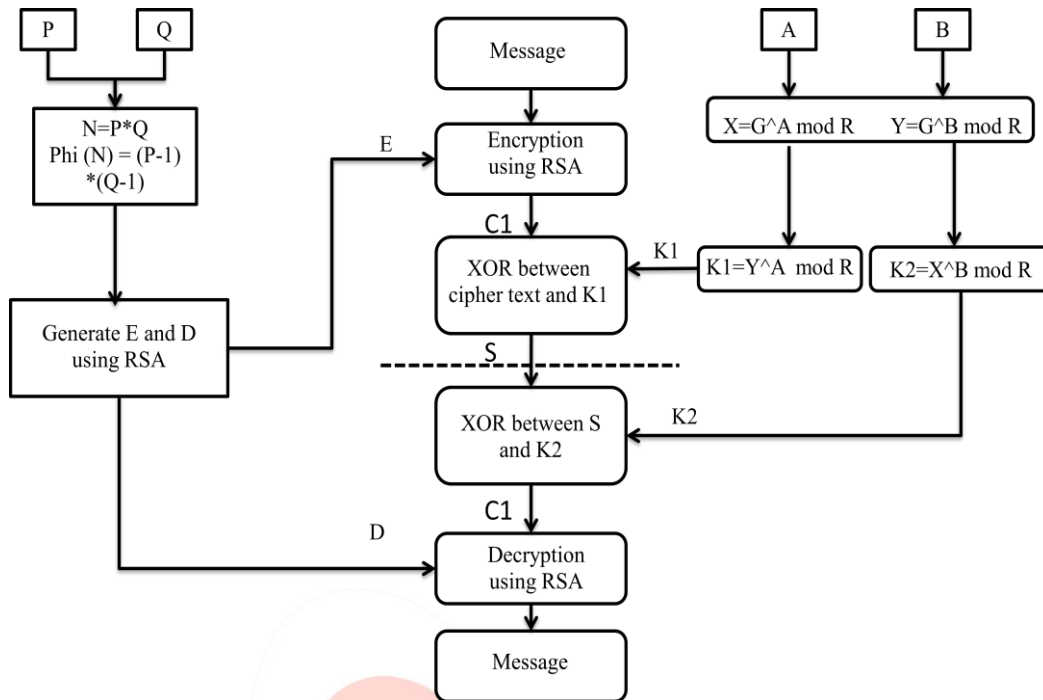 P
Q
N=P*Q
Phi (N) = (P-1)
*(Q-1)
Generate E and D
using RSA
E
D
Message
Encryption
using RSA
C1
XOR between
cipher text and K1
S
XOR between S
and K2
C1
Decryption
using RSA
Message
A
B
X=G^A mod R
Y=G^B mod R
K1
K1=Y^A mod R
K2=X^B mod R
K2